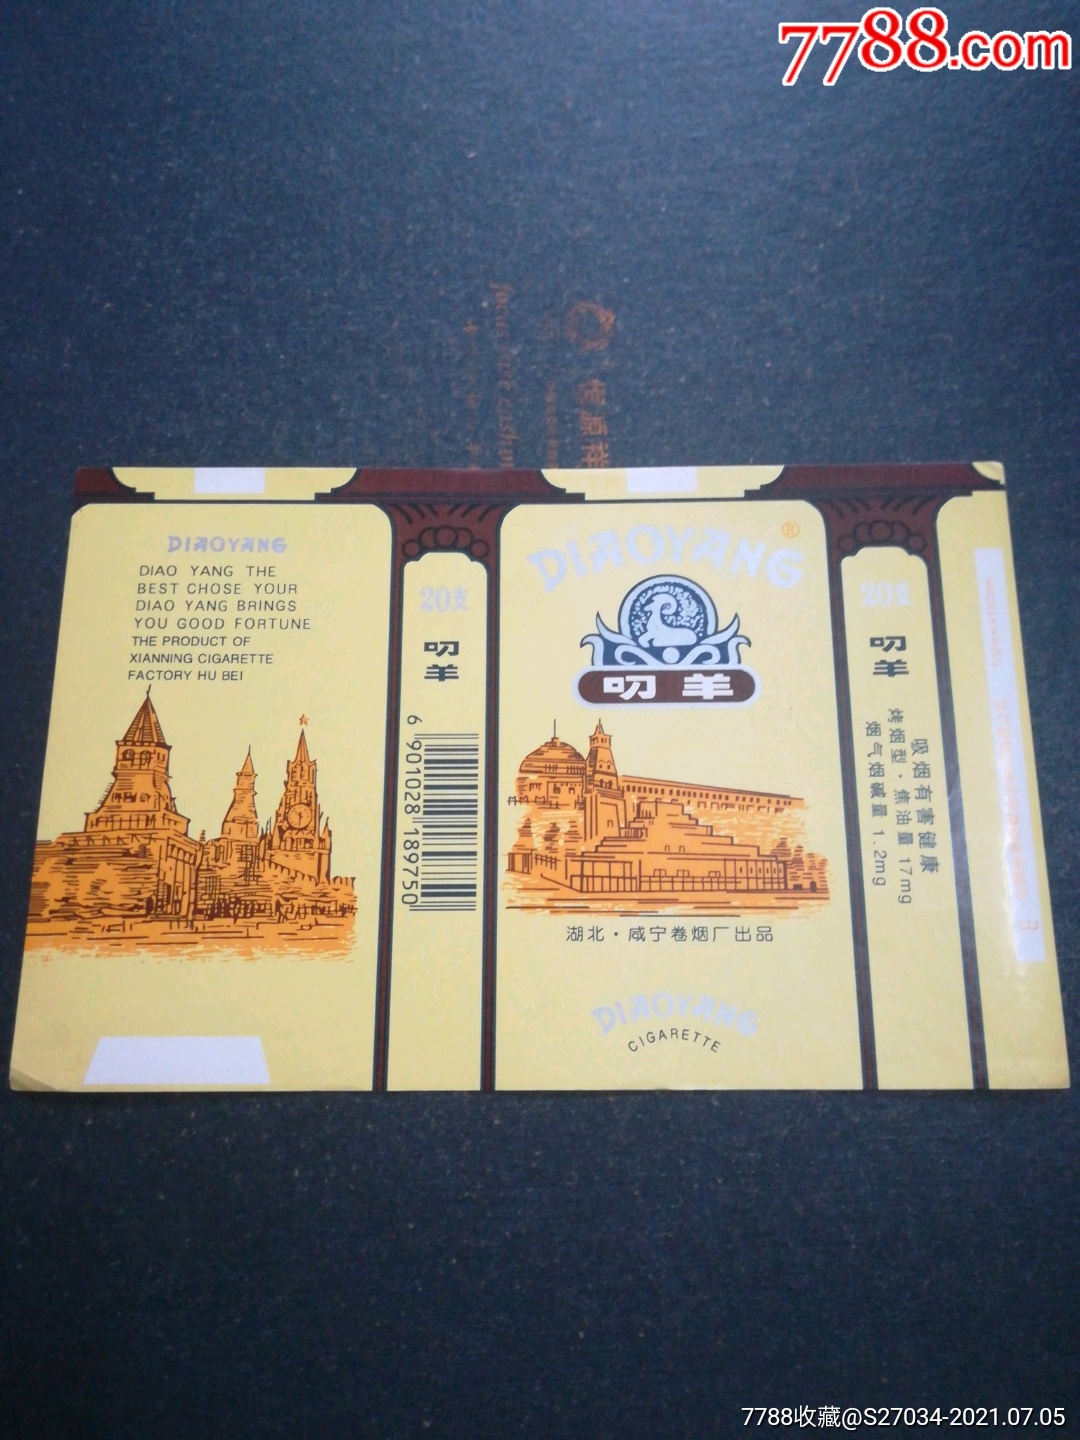 7788.com
DIAOYANG
DIAO YANG THE
BEST CHOSE YOUR
DIAO YANG BRINGS
YOU GOOD FORTUNE
THE PRODUCT OF
XIANNING CIGARETTE
FACTORY HU BEI
20支
叼羊
6 901028 189750
DIAOYANG®
叼羊
湖北·咸宁卷烟厂出品
DIAOYANG
CIGARETTE
20支
叼羊
吸烟有害健康
烤烟型·焦油量17mg
烟气烟碱量1.2mg
7788收藏@S27034-2021.07.05